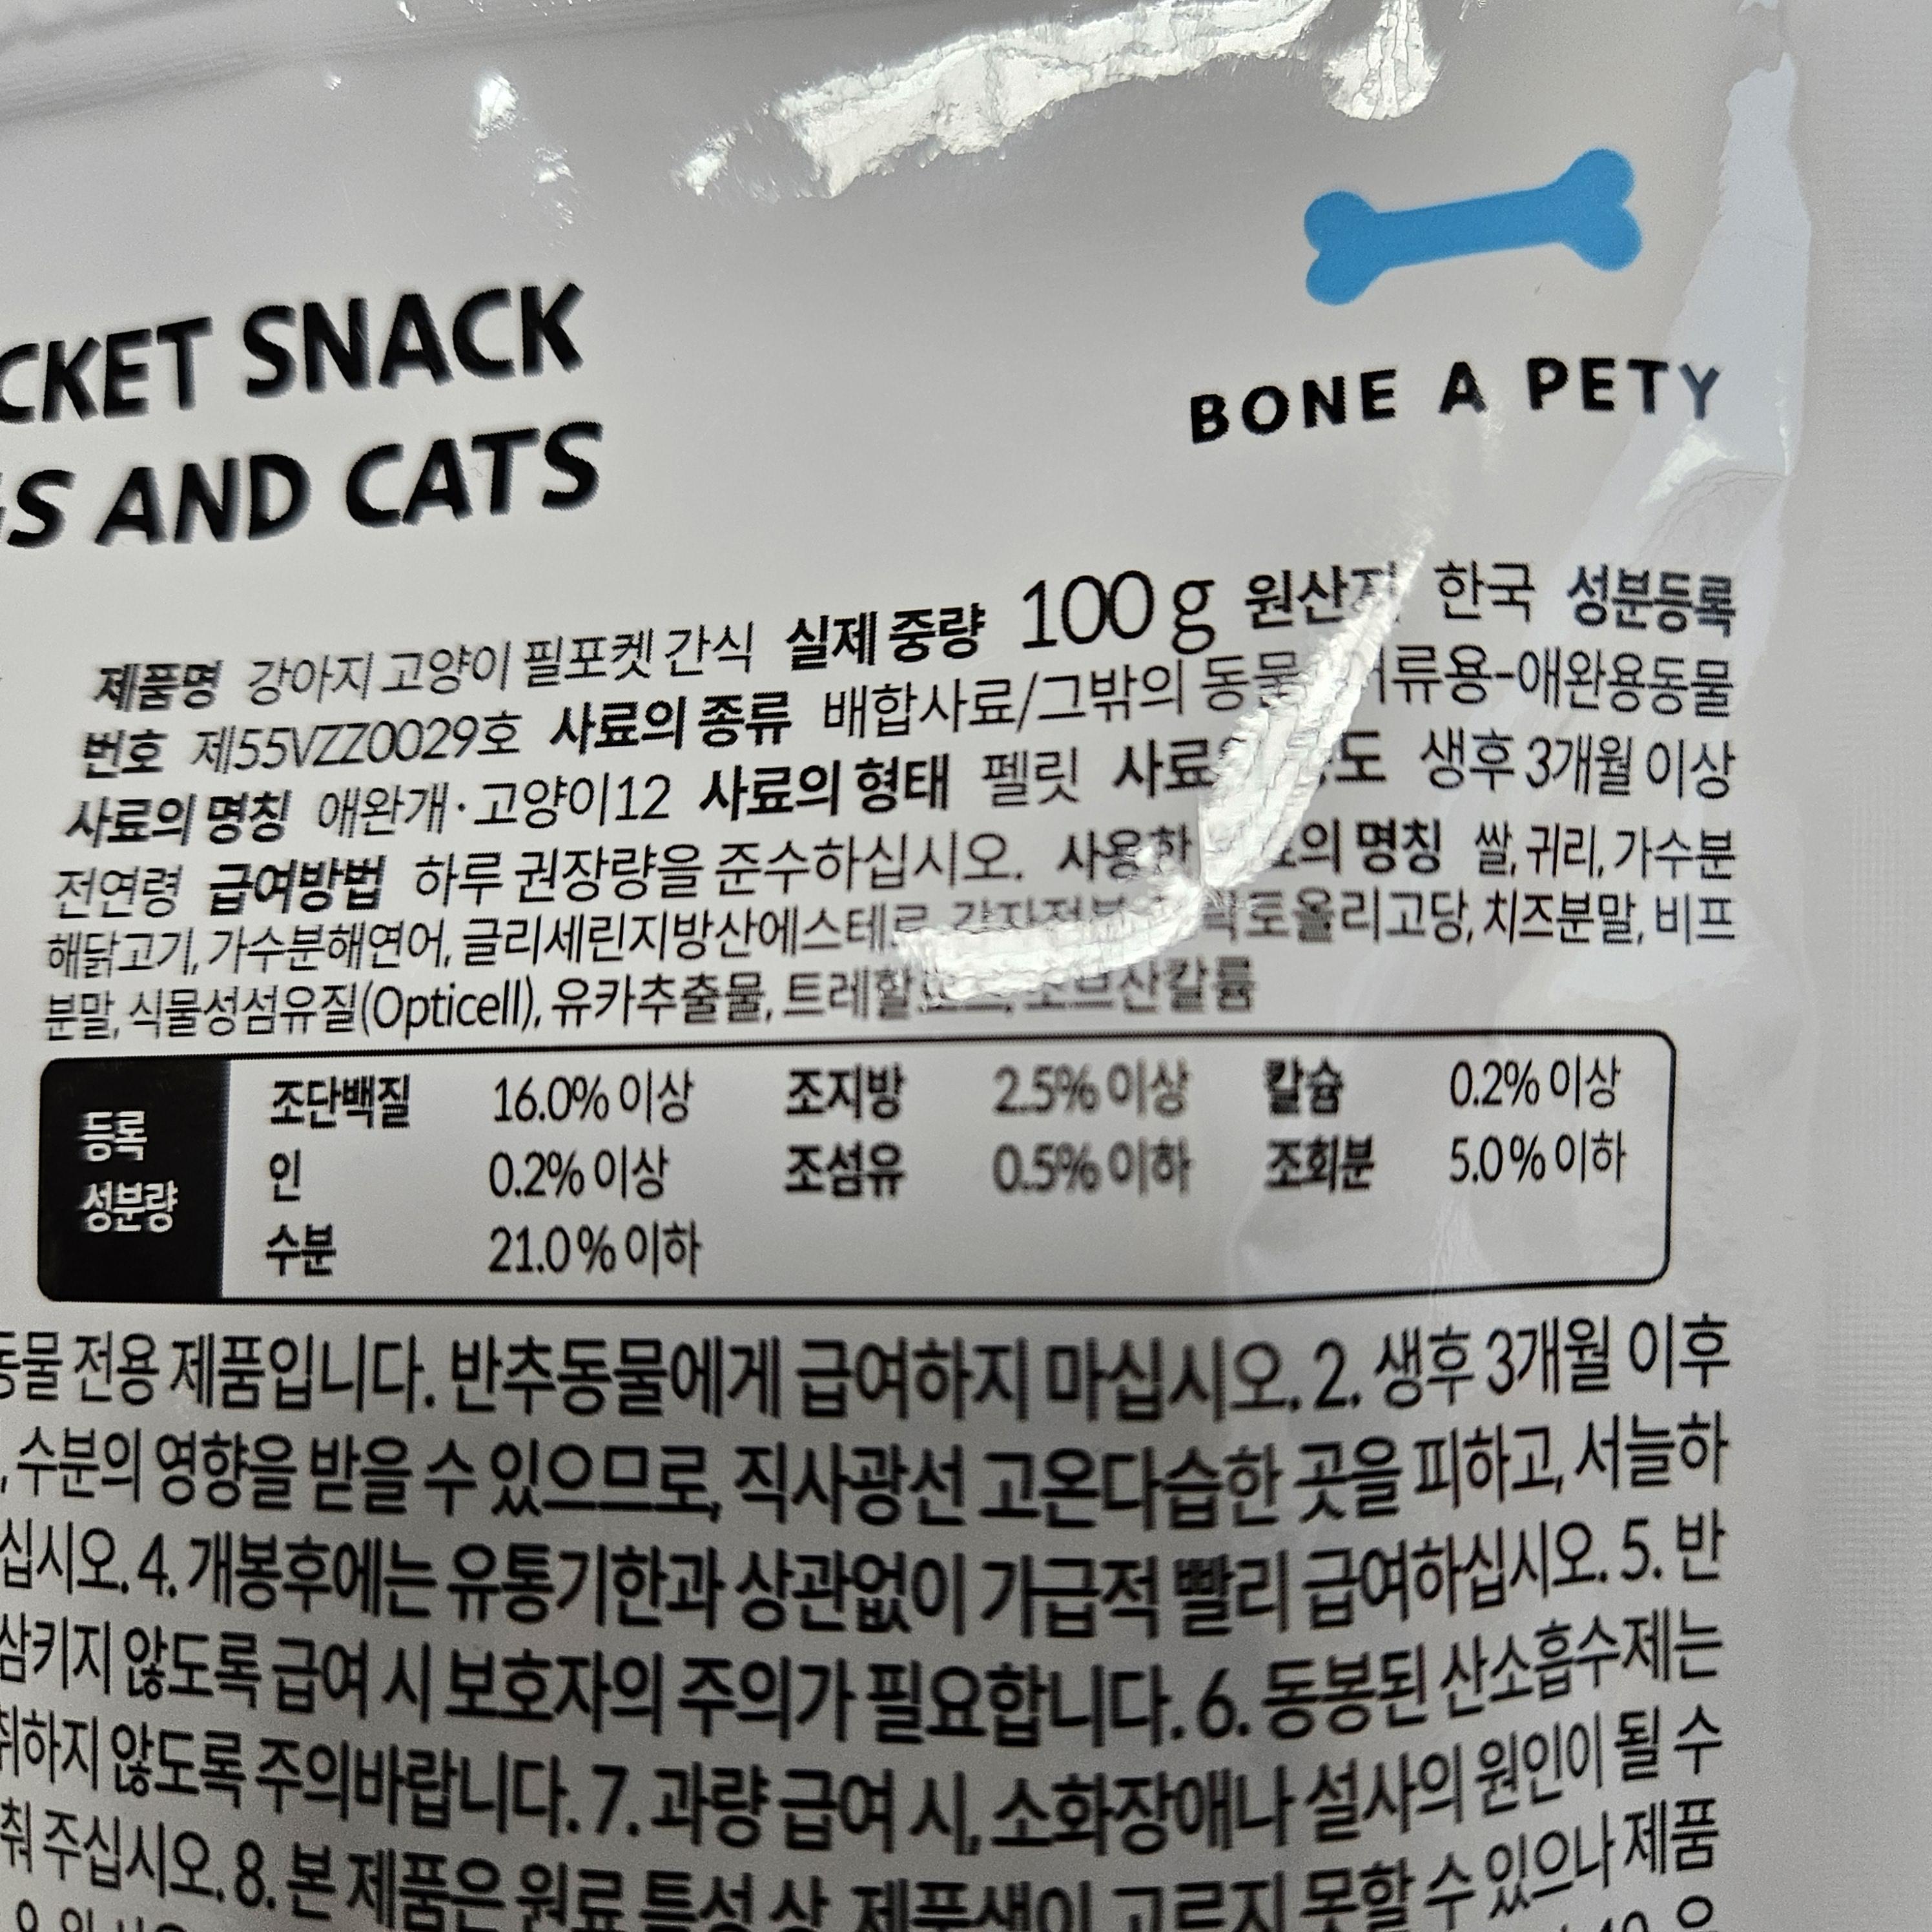 CKET SNACK
GS AND CATS
BONE A PETY
제품명 강아지 고양이 필포켓 간식 실제 중량 100 g 원산지 한국 성분등록
번호 제55VZZ0029호 사료의 종류 배합사료/그밖의 동물 어류용-애완용동물
사료의 명칭 애완개·고양이12 사료의 형태 펠릿 생후 3개월 이상
전연령 급여방법 하루 권장량을 준수하십시오. 사용한 명칭 쌀, 귀리, 가수분
해닭고기, 가수분해연어, 글리세린지방산에스테르, 치즈분말, 비프
분말, 식물성섬유질(Opticell), 유카추출물,
등록
성분량
조단백질 16.0% 이상 조지방 2.5% 이상 칼슘 0.2% 이상
인 0.2% 이상 조섬유 0.5% 이하 조회분 5.0% 이하
수분 21.0% 이하
동물 전용 제품입니다. 반추동물에게 급여하지 마십시오. 2. 생후 3개월 이후
, 수분의 영향을 받을 수 있으므로, 직사광선 고온다습한 곳을 피하고, 서늘하
십시오. 4. 개봉후에는 유통기한과 상관없이 가급적 빨리 급여하십시오. 5. 반
삼키지 않도록 급여 시 보호자의 주의가 필요합니다. 6. 동봉된 산소흡수제는
취하지 않도록 주의바랍니다. 7. 과량 급여 시, 소화장애나 설사의 원인이 될 수
춰 주십시오. 8. 본 제품은 원료 특성 상, 제품색이 고르지 못할 수 있으나 제품